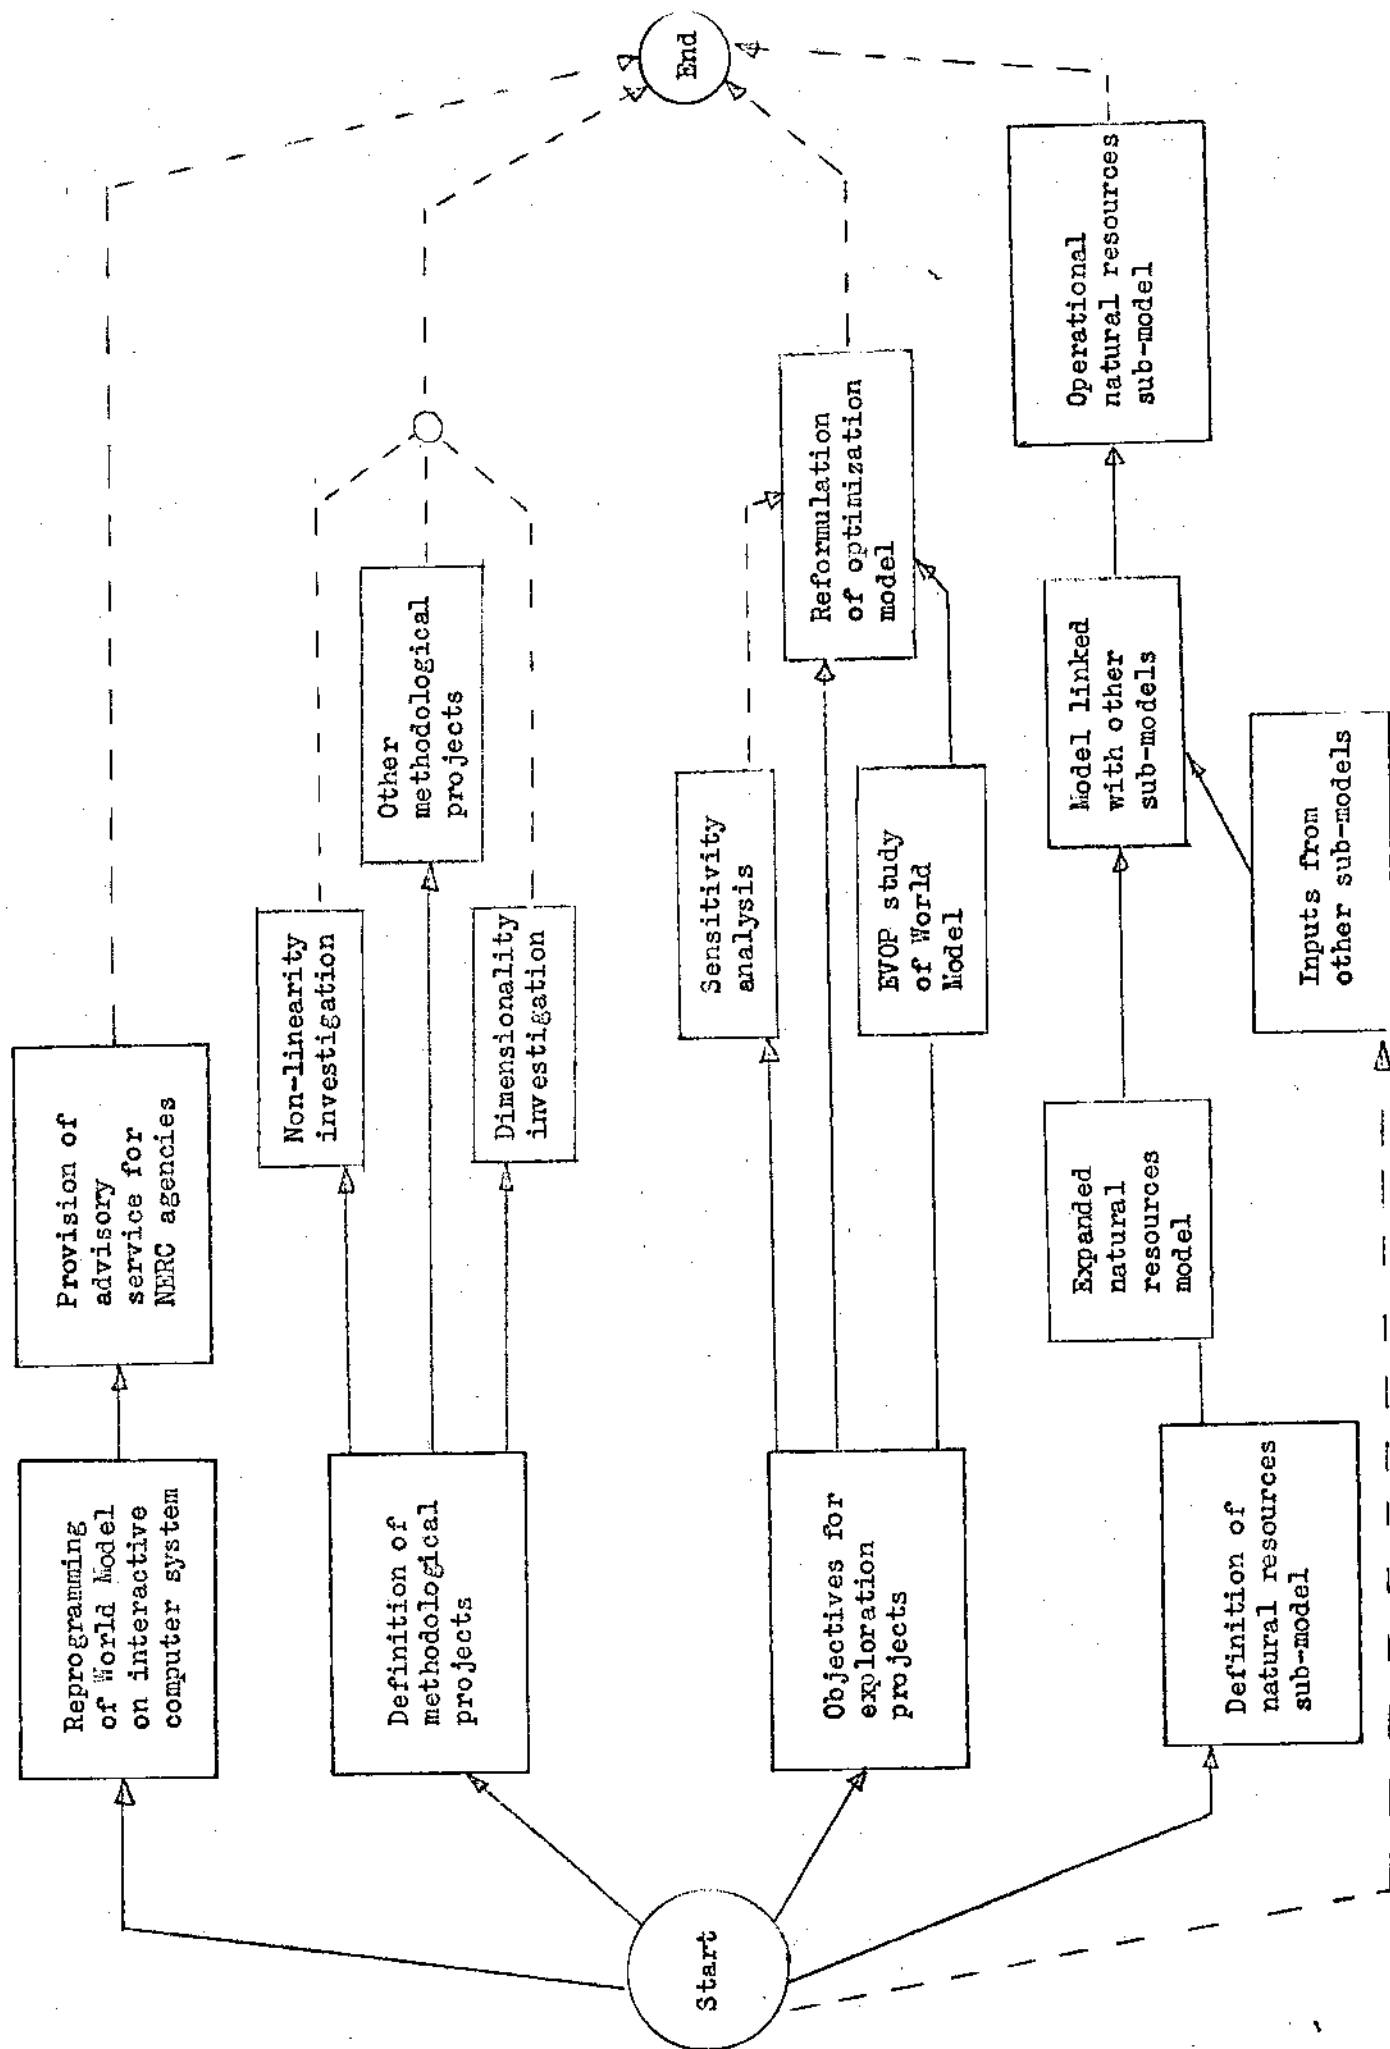 Start
Reprogramming
of World Model
on interactive
computer system
Provision of
advisory
service for
NERC agencies
Definition of
methodological
projects
Non-linearity
investigation
Other
methodological
projects
Dimensionality
investigation
Objectives for
exploration
projects
Sensitivity
analysis
EVOP study
of World
Model
Reformulation
of optimization
model
Definition of
natural resources
sub-model
Expanded
natural
resources
model
Model linked
with other
sub-models
Inputs from
other sub-models
Operational
natural resources
sub-model
End